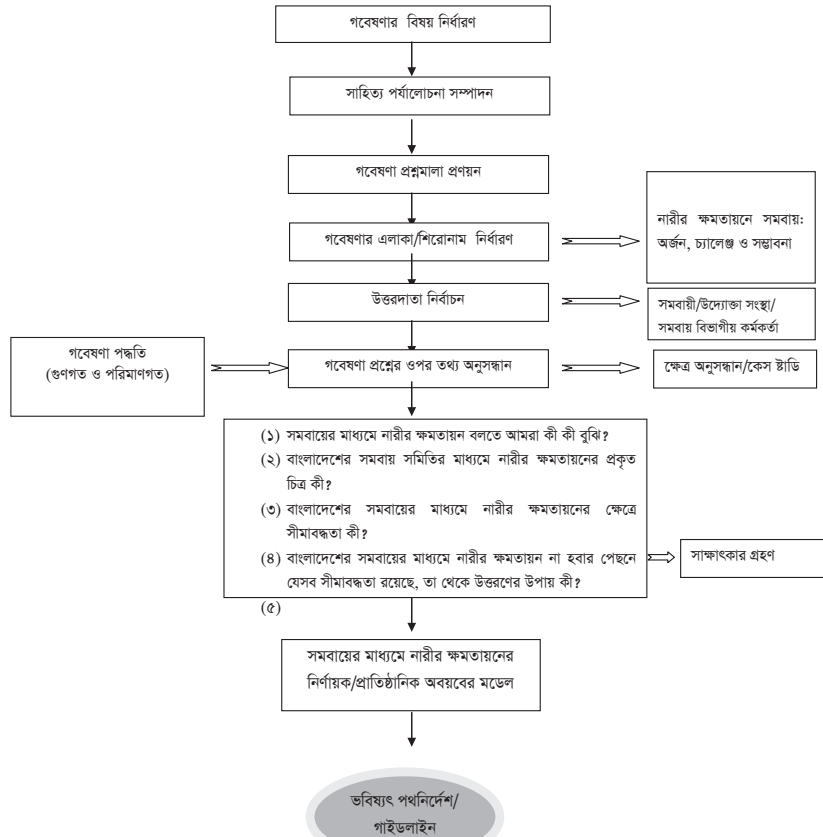 গবেষণার বিষয় নির্ধারণ
সাহিত্য পর্যালোচনা সম্পাদন
গবেষণা প্রশ্নমালা প্রণয়ন
গবেষণার এলাকা/শিরোনাম নির্ধারণ
নারীর ক্ষমতায়নে সমবায়:
অর্জন, চ্যালেঞ্জ ও সম্ভাবনা
উত্তরদাতা নির্বাচন
সমবায়ী/উদ্যোক্তা সংস্থা/
সমবায় বিভাগীয় কর্মকর্তা
গবেষণা পদ্ধতি
(গুণগত ও পরিমাণগত)
গবেষণা প্রশ্নের ওপর তথ্য অনুসন্ধান
ক্ষেত্র অনুসন্ধান/কেস ষ্টাডি
(১) সমবায়ের মাধ্যমে নারীর ক্ষমতায়ন বলতে আমরা কী কী বুঝি?
(২) বাংলাদেশের সমবায় সমিতির মাধ্যমে নারীর ক্ষমতায়নের প্রকৃত
চিত্র কী?
(৩) বাংলাদেশের সমবায়ের মাধ্যমে নারীর ক্ষমতায়নের ক্ষেত্রে
সীমাবদ্ধতা কী?
(৪) বাংলাদেশের সমবায়ের মাধ্যমে নারীর ক্ষমতায়ন না হবার পেছনে
যেসব সীমাবদ্ধতা রয়েছে, তা থেকে উত্তরণের উপায় কী?
(৫)
সাক্ষাৎকার গ্রহণ
সমবায়ের মাধ্যমে নারীর ক্ষমতায়নের
নির্ণায়ক/প্রাতিষ্ঠানিক অবয়বের মডেল
ভবিষ্যৎ পথনির্দেশ/
গাইডলাইন